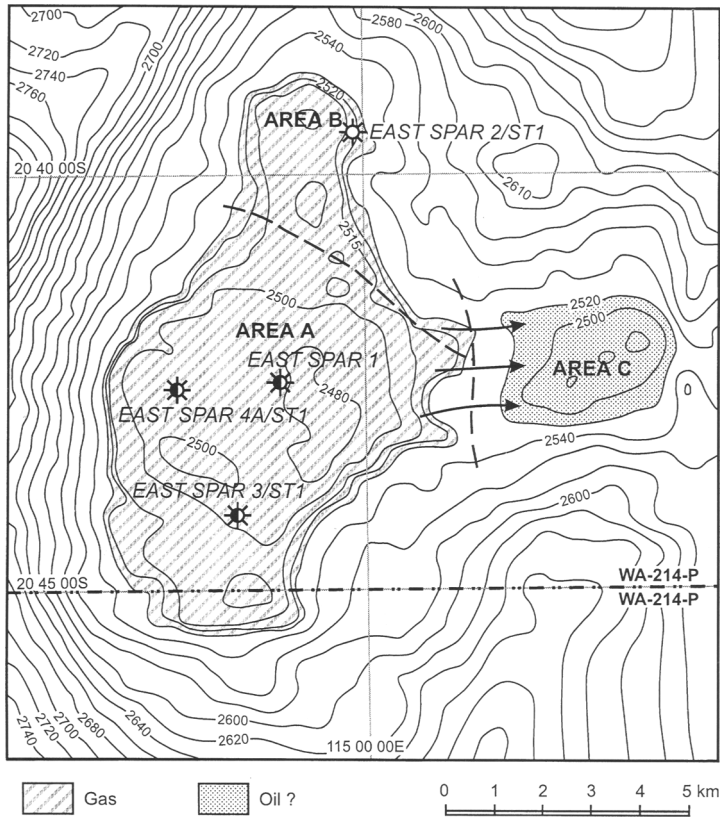 2700
2720
2740
2760
2700
2540
2580
2600
2520
AREA B
EAST SPAR 2/ST1
20 40 00S
2610
2515
2500
2520
2500
AREA A
EAST SPAR 1
AREA C
2480
EAST SPAR 4A/ST1
2500
2540
EAST SPAR 3/ST1
2600
20 45 00S
WA-214-P
WA-214-P
2740
2720
2700
2680
2640
2600
2620
115 00 00E
Gas
Oil ?
0 1 2 3 4 5 km